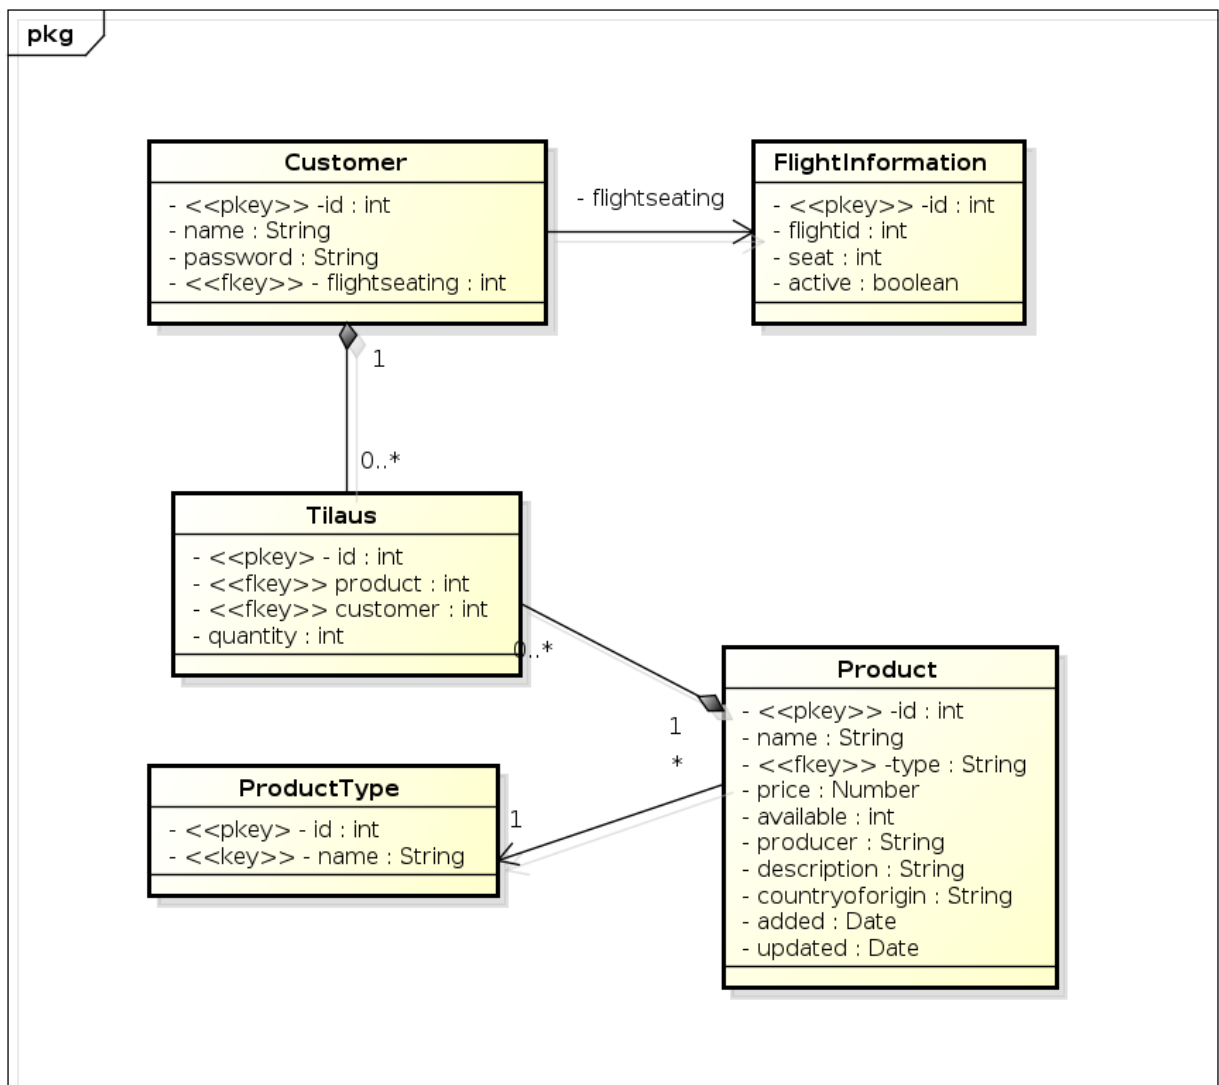 pkg
Customer
- <<pkey>> -id : int
- name : String
- password : String
- <<fkey>> - flightseating : int
- flightseating
FlightInformation
- <<pkey>> -id : int
- flightid : int
- seat : int
- active : boolean
1
0..*
Tilaus
- <<pkey> - id : int
- <<fkey>> product : int
- <<fkey>> customer : int
- quantity : int
0..*
1
*
Product
- <<pkey>> -id : int
- name : String
- <<fkey>> -type : String
- price : Number
- available : int
- producer : String
- description : String
- countryoforigin : String
- added : Date
- updated : Date
ProductType
- <<pkey> - id : int
- <<key>> - name : String
1